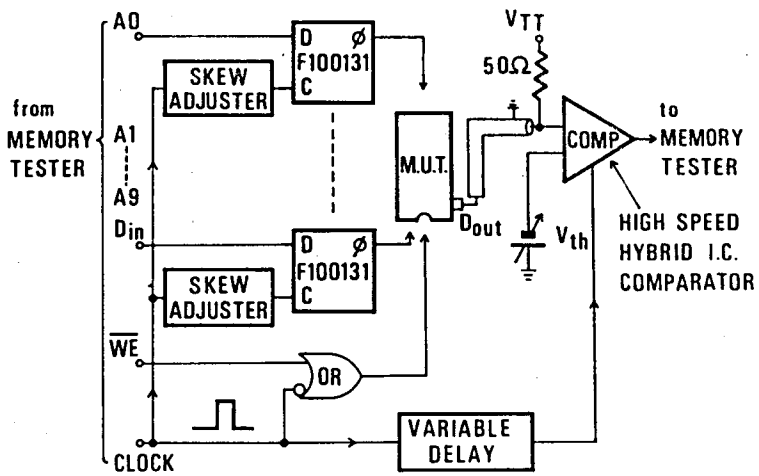 A0
from
MEMORY
TESTER
A1
A9
Din
WE
CLOCK
SKEW
ADJUSTER
D Φ
F100131
C
SKEW
ADJUSTER
D Φ
F100131
C
OR
VARIABLE
DELAY
M.U.T.
Dout
VTT
50Ω
COMP
Vth
to
MEMORY
TESTER
HIGH SPEED
HYBRID I.C.
COMPARATOR